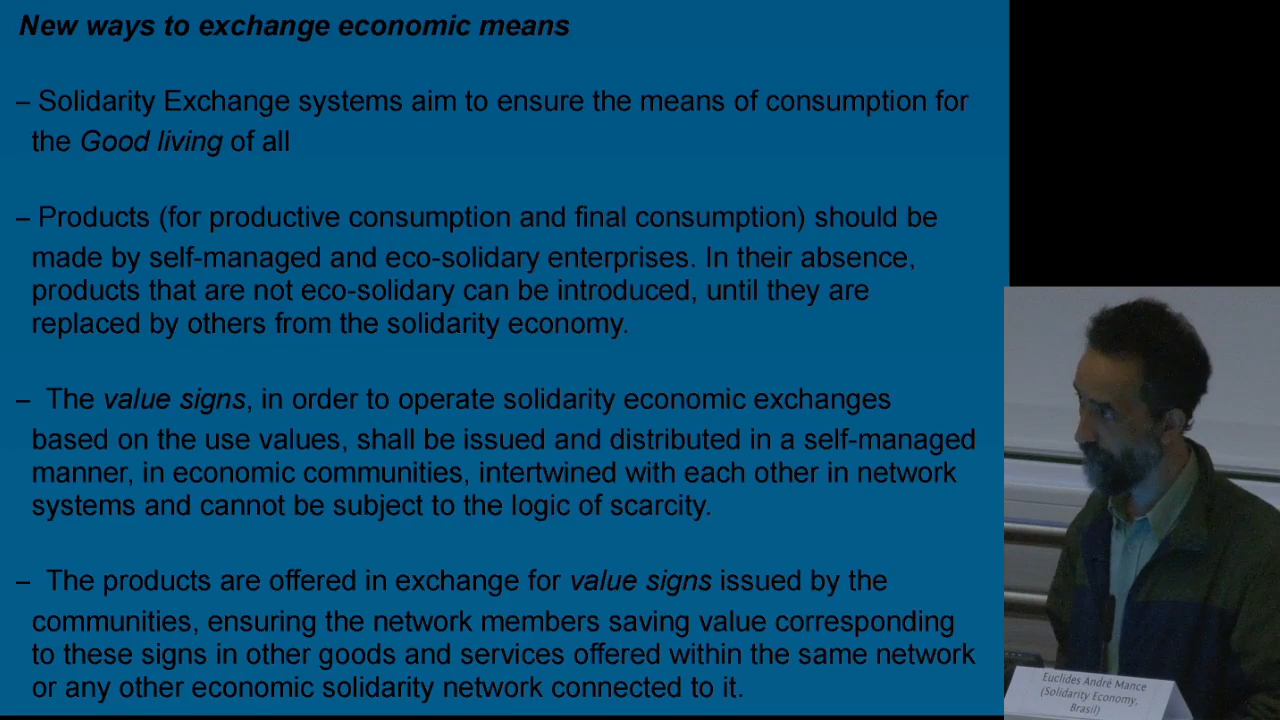 New ways to exchange economic means
– Solidarity Exchange systems aim to ensure the means of consumption for
the Good living of all
– Products (for productive consumption and final consumption) should be
made by self-managed and eco-solidary enterprises. In their absence,
products that are not eco-solidary can be introduced, until they are
replaced by others from the solidarity economy.
– The value signs, in order to operate solidarity economic exchanges
based on the use values, shall be issued and distributed in a self-managed
manner, in economic communities, intertwined with each other in network
systems and cannot be subject to the logic of scarcity.
– The products are offered in exchange for value signs issued by the
communities, ensuring the network members saving value corresponding
to these signs in other goods and services offered within the same network
or any other economic solidarity network connected to it.
Euclides André Mance
(Solidarity Economy,
Brasil)